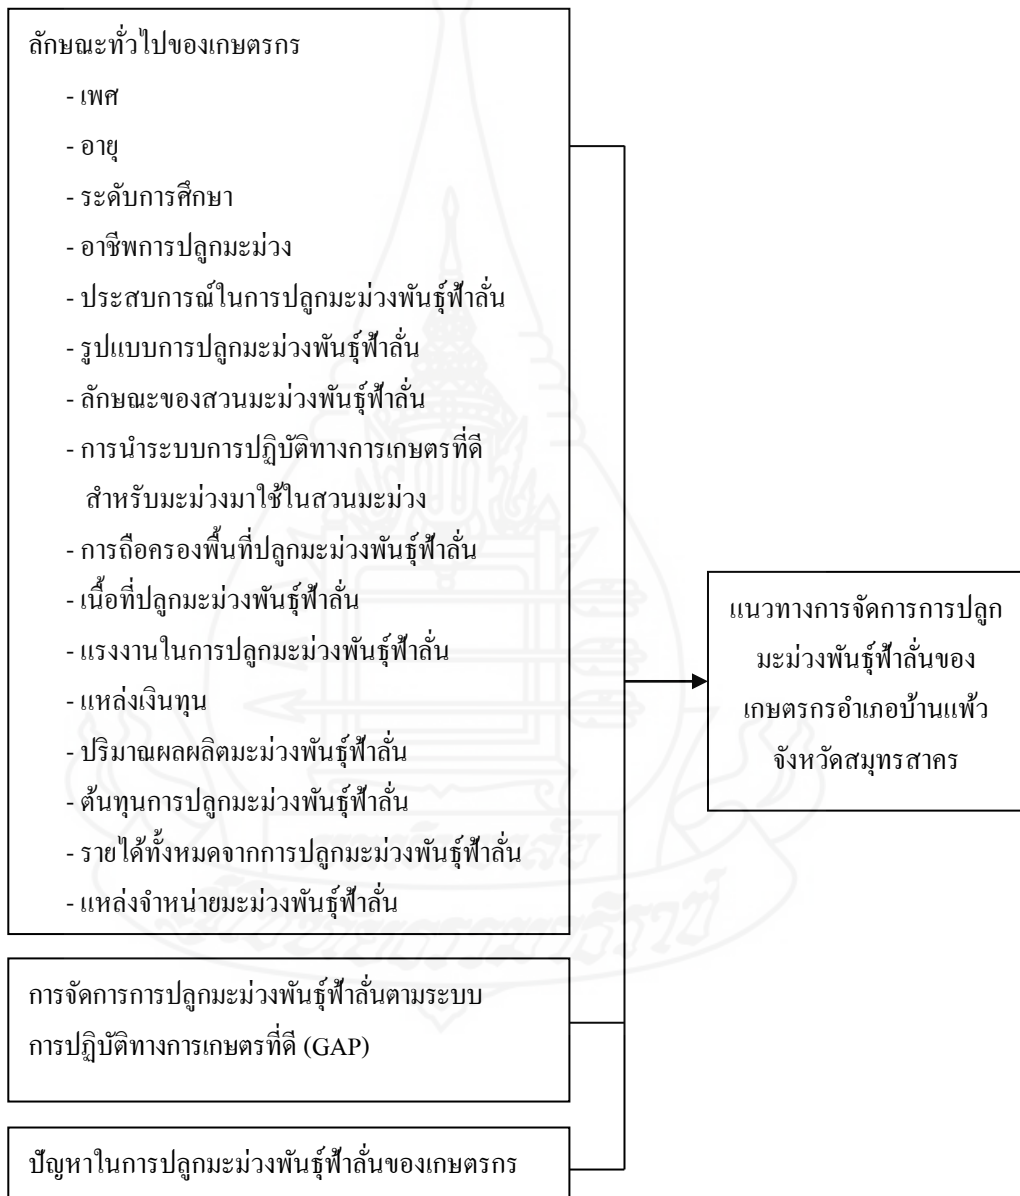 ลักษณะทั่วไปของเกษตรกร
- เพศ
- อายุ
- ระดับการศึกษา
- อาชีพการปลูกมะม่วง
- ประสบการณ์ในการปลูกมะม่วงพันธุ์ฟ้าลั่น
- รูปแบบการปลูกมะม่วงพันธุ์ฟ้าลั่น
- ลักษณะของสวนมะม่วงพันธุ์ฟ้าลั่น
- การนำระบบการปฏิบัติทางการเกษตรที่ดี
สำหรับมะม่วงมาใช้ในสวนมะม่วง
- การถือครองพื้นที่ปลูกมะม่วงพันธุ์ฟ้าลั่น
- เนื้อที่ปลูกมะม่วงพันธุ์ฟ้าลั่น
- แรงงานในการปลูกมะม่วงพันธุ์ฟ้าลั่น
- แหล่งเงินทุน
- ปริมาณผลผลิตมะม่วงพันธุ์ฟ้าลั่น
- ต้นทุนการปลูกมะม่วงพันธุ์ฟ้าลั่น
- รายได้ทั้งหมดจากการปลูกมะม่วงพันธุ์ฟ้าลั่น
- แหล่งจำหน่ายมะม่วงพันธุ์ฟ้าลั่น
การจัดการการปลูกมะม่วงพันธุ์ฟ้าลั่นตามระบบ
การปฏิบัติทางการเกษตรที่ดี (GAP)
ปัญหาในการปลูกมะม่วงพันธุ์ฟ้าลั่นของเกษตรกร
แนวทางการจัดการการปลูก
มะม่วงพันธุ์ฟ้าลั่นของ
เกษตรกรอำเภอบ้านแพ้ว
จังหวัดสมุทรสาคร